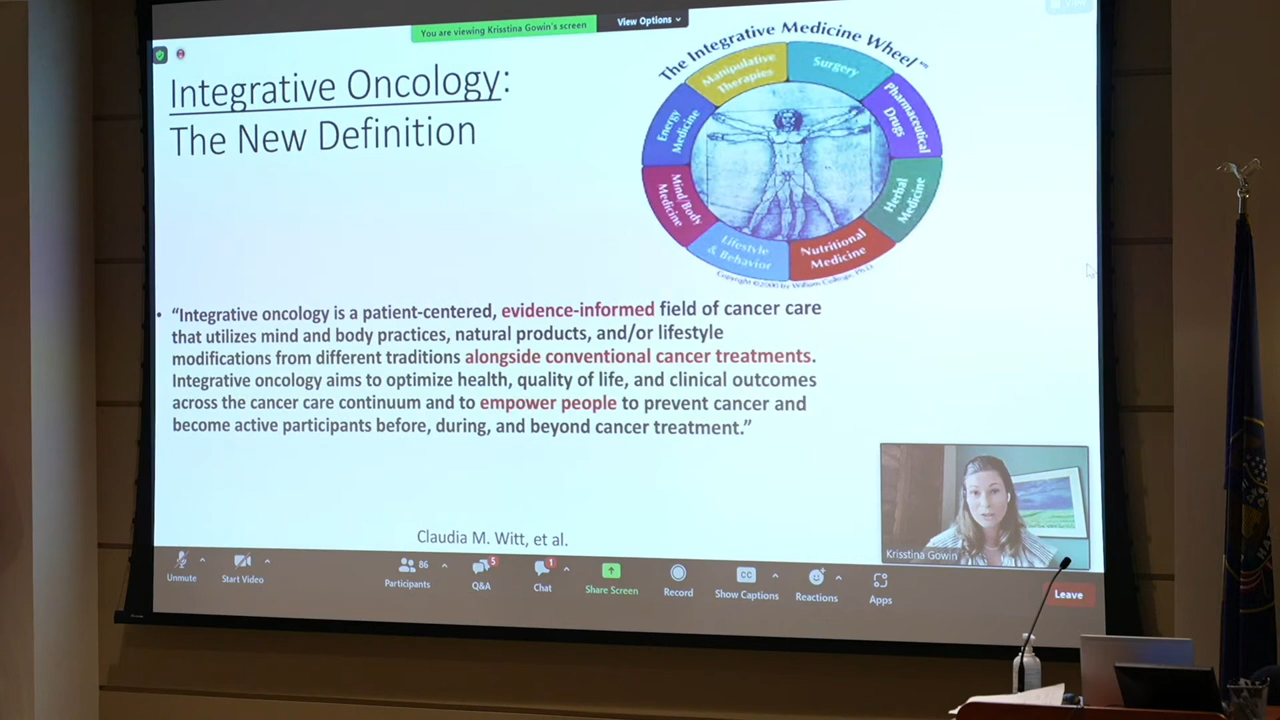 You are viewing Krisstina Gowin's screen
View Options
View
Integrative Oncology:
The New Definition
The Integrative Medicine Wheel
Manipulative
Therapies
Surgery
Pharmaceutical
Drugs
Herbal
Medicine
Nutritional
Medicine
Lifestyle
& Behavior
Mind/Body
Medicine
Energy
Medicine
• “Integrative oncology is a patient-centered, evidence-informed field of cancer care
that utilizes mind and body practices, natural products, and/or lifestyle
modifications from different traditions alongside conventional cancer treatments.
Integrative oncology aims to optimize health, quality of life, and clinical outcomes
across the cancer care continuum and to empower people to prevent cancer and
become active participants before, during, and beyond cancer treatment.”
Claudia M. Witt, et al.
Krisstina Gowin
Unmute
Start Video
86
Participants
5
Q&A
1
Chat
Share Screen
Record
CC
Show Captions
Reactions
Apps
Leave